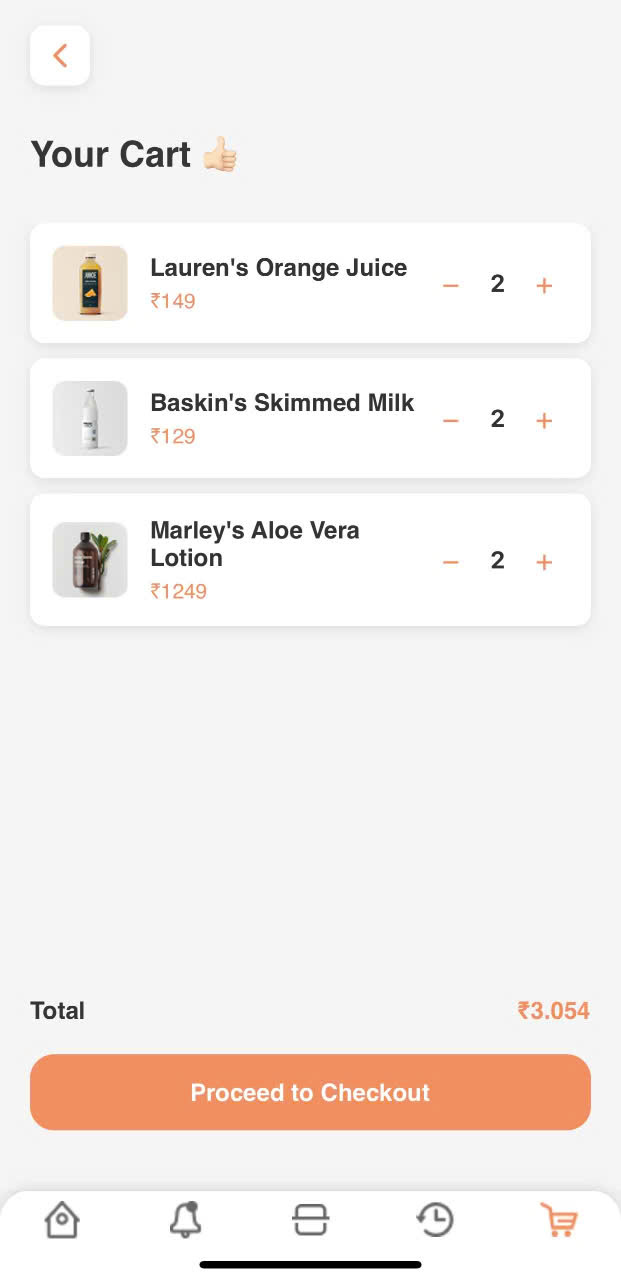 Your Cart 👍🏻
Lauren's Orange Juice
₹149
− 2 +
Baskin's Skimmed Milk
₹129
− 2 +
Marley's Aloe Vera
Lotion
₹1249
− 2 +
Total ₹3.054
Proceed to Checkout